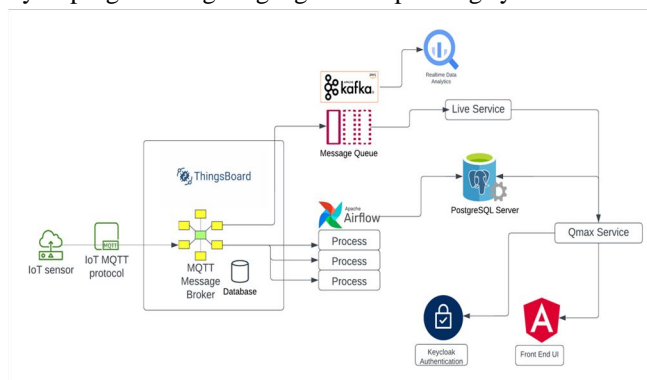 Realtime Data
Analytics
kafka
Live Service
Message Queue
ThingsBoard
Apache
Airflow
PostgreSQL Server
Process
Process
Process
Qmax Service
MQTT
IoT sensor
IoT MQTT
protocol
MQTT
Message
Broker
Database
Keycloak
Authentication
Front End UI